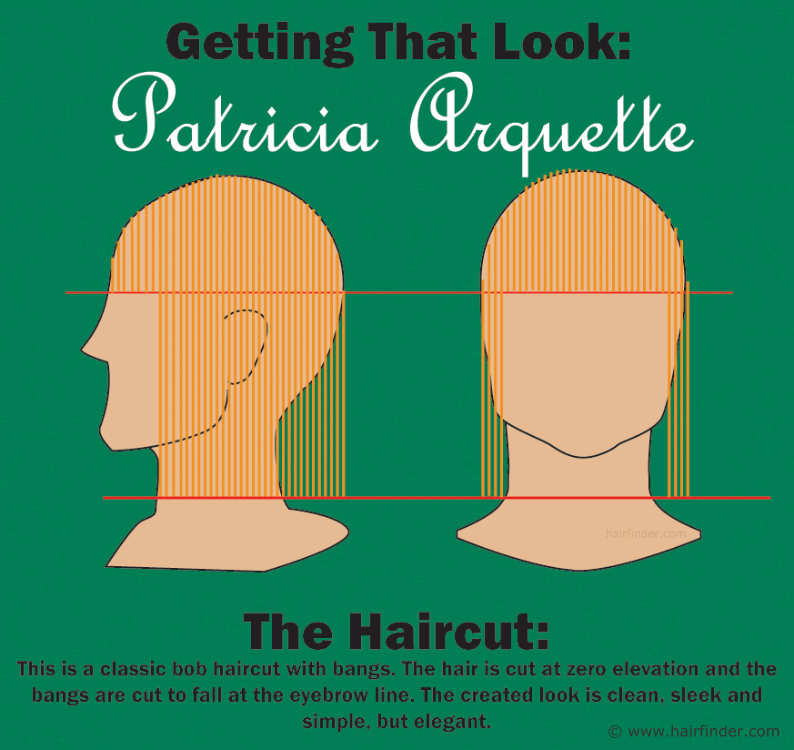 Getting That Look:
Patricia Arquette
hairfinder.com
The Haircut:
This is a classic bob haircut with bangs. The hair is cut at zero elevation and the
bangs are cut to fall at the eyebrow line. The created look is clean, sleek and
simple, but elegant.
© www.hairfinder.com